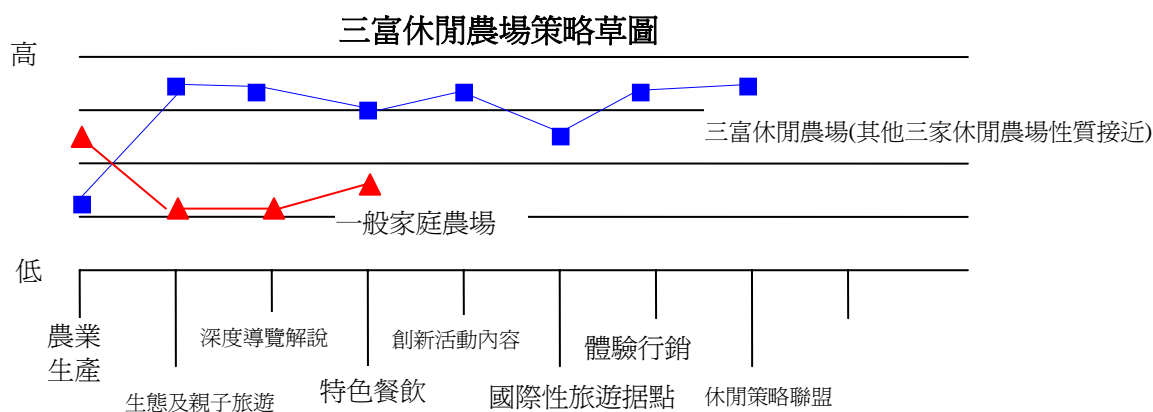 三富休閒農場策略草圖
高
三富休閒農場(其他三家休閒農場性質接近)
一般家庭農場
低
農業
生產
生態及親子旅遊
深度導覽解說
特色餐飲
創新活動內容
國際性旅遊据點
體驗行銷
休閒策略聯盟